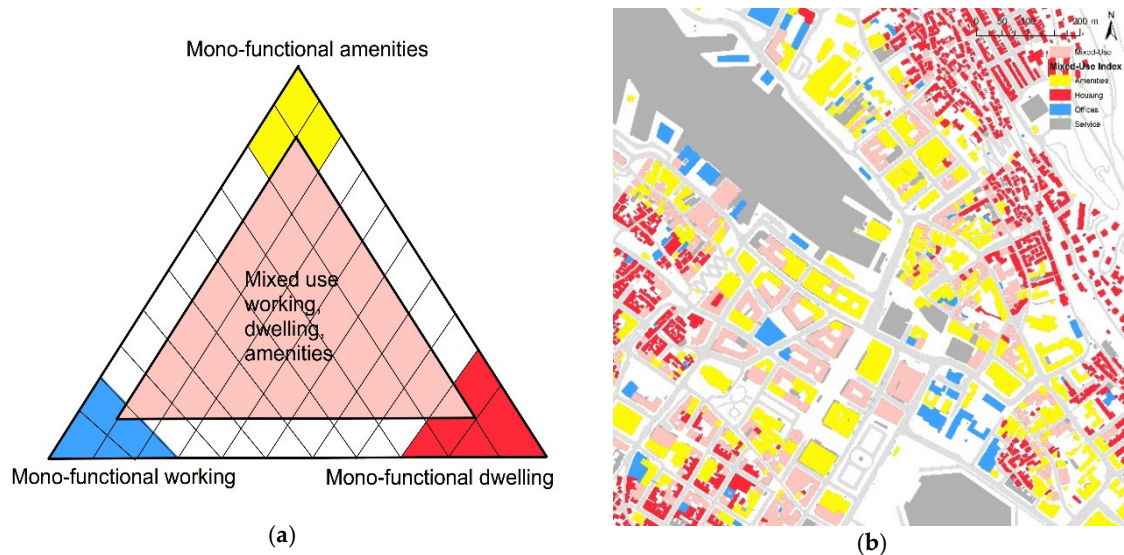 Mono-functional amenities
Mixed use
working,
dwelling,
amenities
Mono-functional working
Mono-functional dwelling
(a)
N
0 50 100 200 m
Mixed-Use
Mixed-Use Index
Amenities
Housing
Offices
Service
(b)